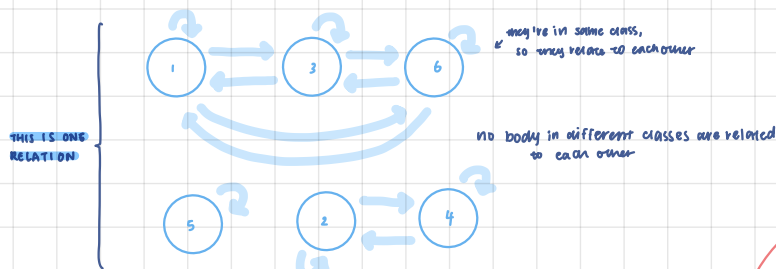 they're in same class,
so they relate to each other
1 3 6
THIS IS ONE
RELATION
no body in different classes are related
to each other
5 2 4